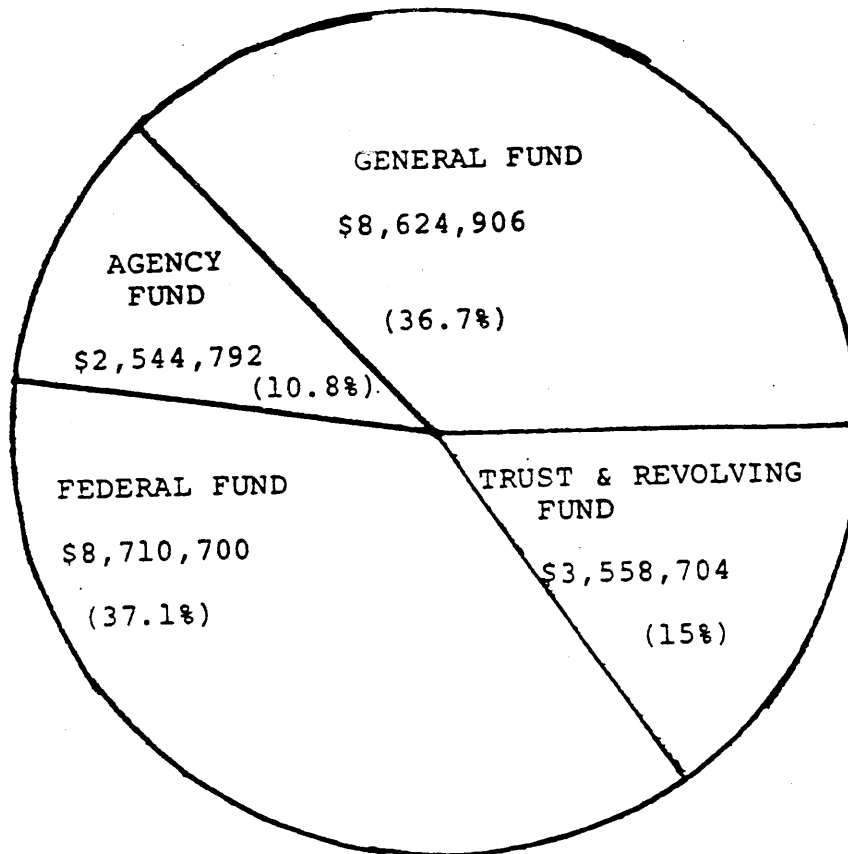 GENERAL FUND
$8,624,906
(36.7%)
AGENCY
FUND
$2,544,792
(10.8%)
FEDERAL FUND
$8,710,700
(37.1%)
TRUST & REVOLVING
FUND
$3,558,704
(15%)